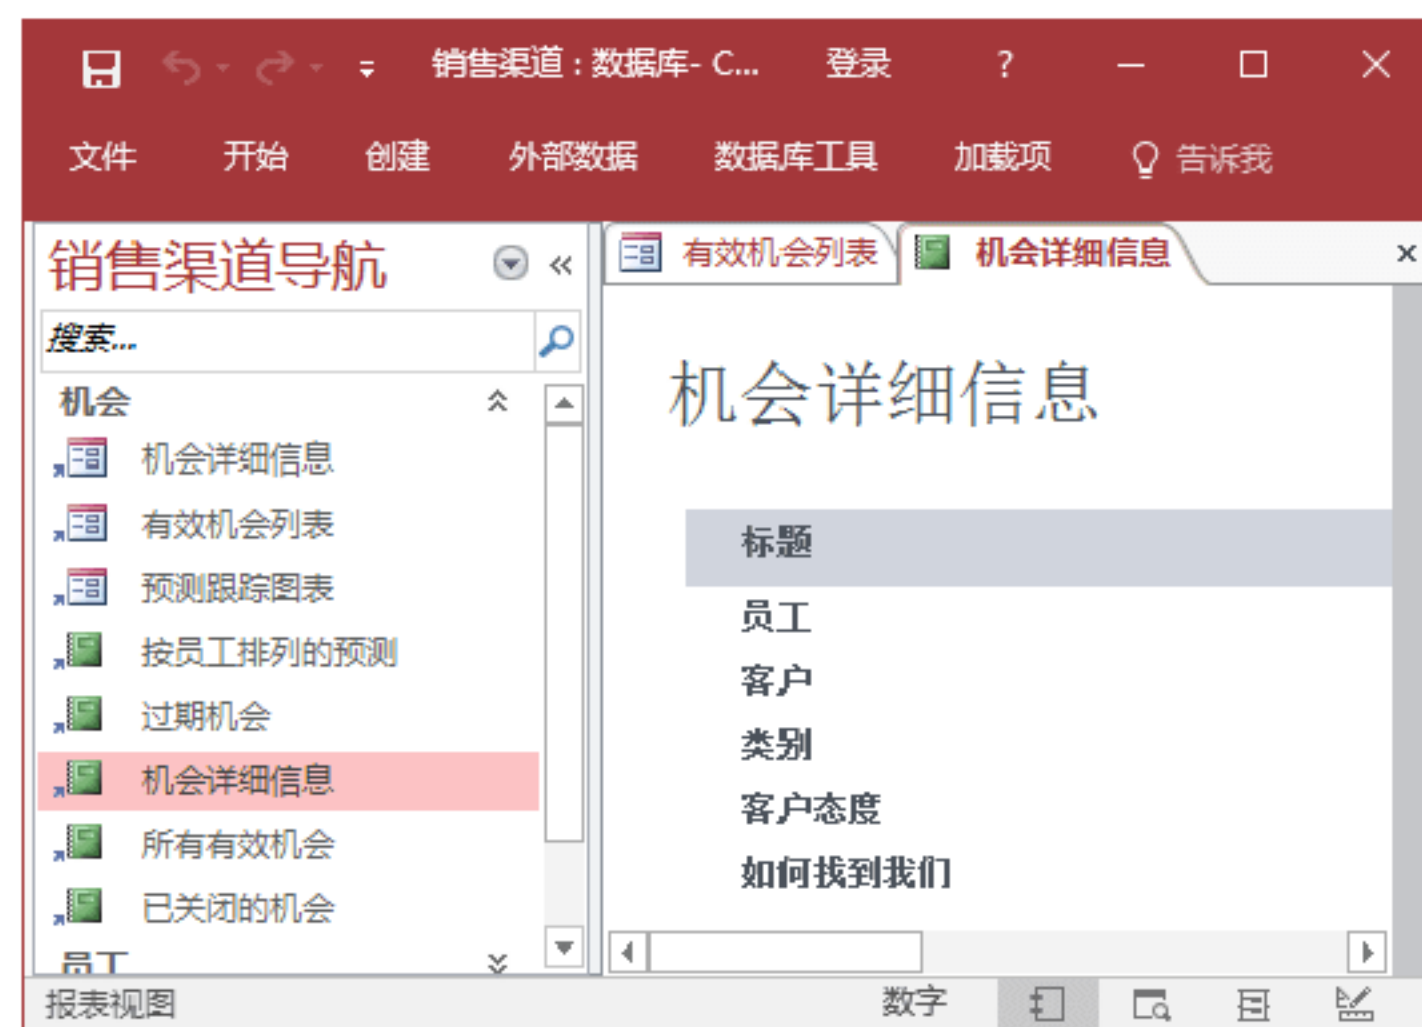 销售渠道 : 数据库- C... 登录 ?
文件 开始 创建 外部数据 数据库工具 加载项 告诉我
销售渠道导航
搜索...
机会
机会详细信息
有效机会列表
预测跟踪图表
按员工排列的预测
过期机会
机会详细信息
所有有效机会
已关闭的机会
员工
有效机会列表 机会详细信息
机会详细信息
标题
员工
客户
类别
客户态度
如何找到我们
报表视图 数字